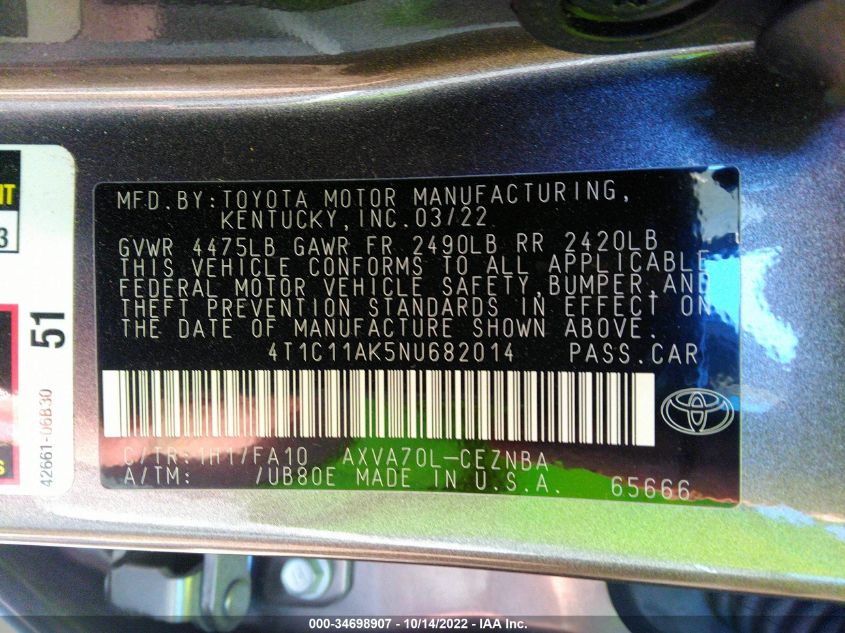 MFD.BY:TOYOTA MOTOR MANUFACTURING,
KENTUCKY,INC.03/22
GVWR 4475LB GAWR FR 2490LB RR 2420LB
THIS VEHICLE CONFORMS TO ALL APPLICABLE
FEDERAL MOTOR VEHICLE SAFETY,BUMPER,AND
THEFT PREVENTION STANDARDS IN EFFECT ON
THE DATE OF MANUFACTURE SHOWN ABOVE.
4T1C11AK5NU682014 PASS.CAR
C/TR:1H1/FA10 AXVA70L-CEZNBA
A/TM: /UB80E MADE IN U.S.A. 65666
3
51
42661-06B30
000-34698907 - 10/14/2022 - IAA Inc.